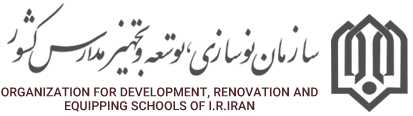 سازمان نوسازی، توسعه و تجهیز مدارس کشور
ORGANIZATION FOR DEVELOPMENT, RENOVATION AND
EQUIPPING SCHOOLS OF I.R.IRAN